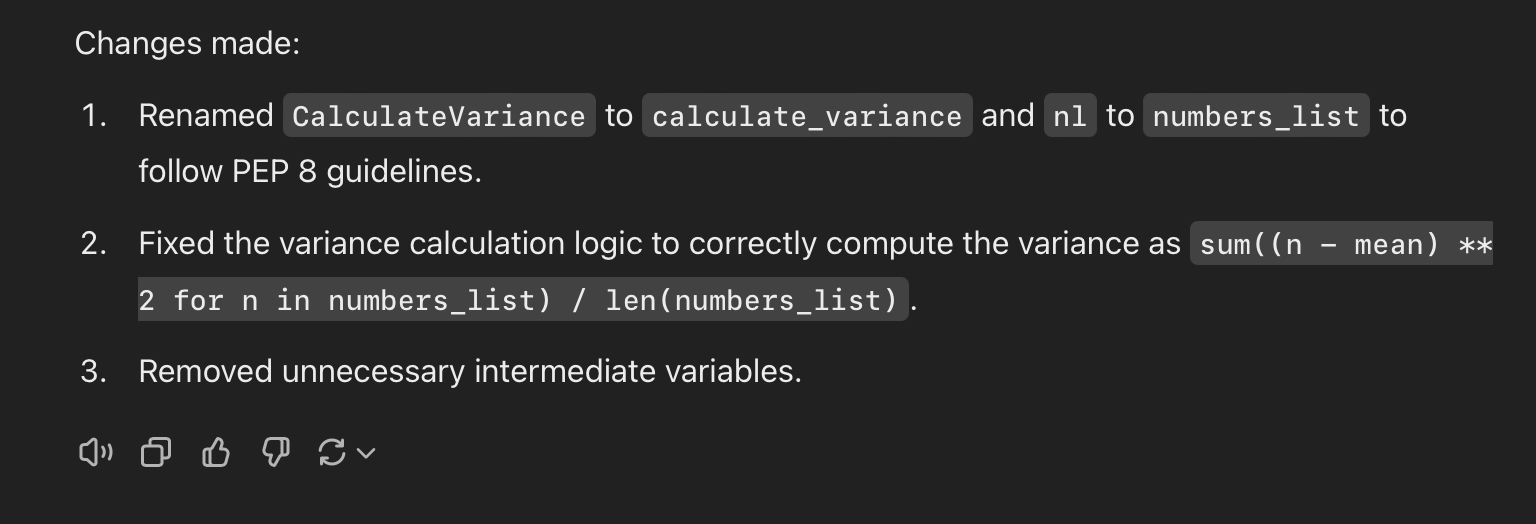 Changes made:
1. Renamed CalculateVariance to calculate_variance and nl to numbers_list to
follow PEP 8 guidelines.
2. Fixed the variance calculation logic to correctly compute the variance as sum((n - mean) **
2 for n in numbers_list) / len(numbers_list).
3. Removed unnecessary intermediate variables.